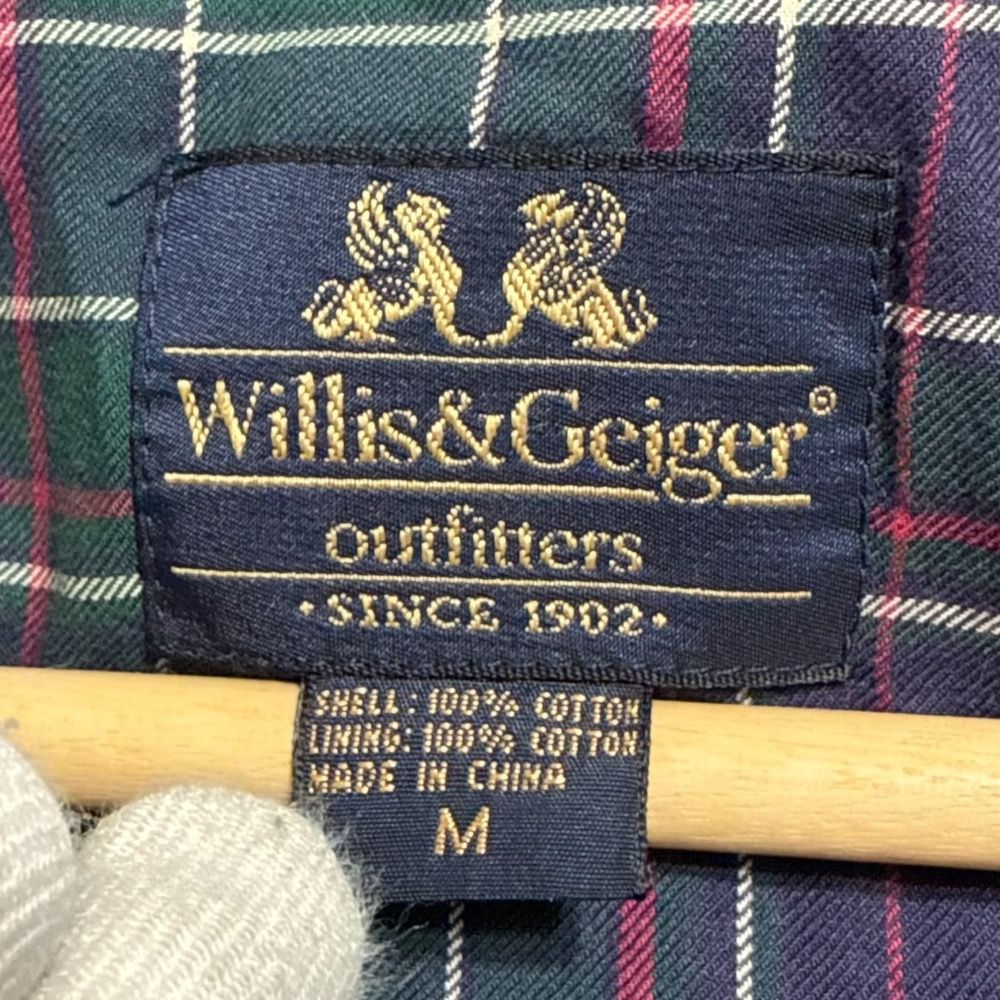 Willis&Geiger®
outfitters
·SINCE 1902·
SHELL: 100% COTTON
LINING: 100% COTTON
MADE IN CHINA
M